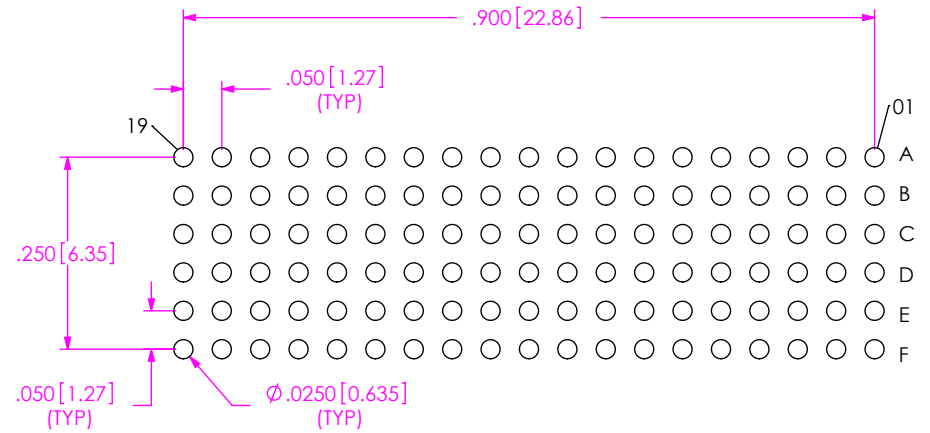 .900[22.86]
.050[1.27]
(TYP)
19
01
A
B
C
D
E
F
.250[6.35]
.050[1.27]
(TYP)
Ø.0250[0.635]
(TYP)